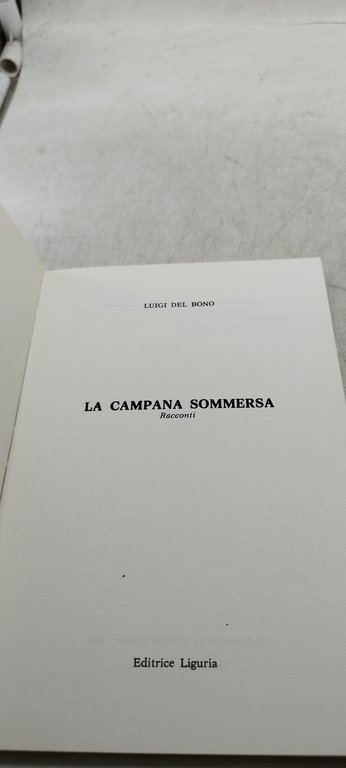 LUIGI DEL BONO
LA CAMPANA SOMMERSA
Racconti
Editrice Liguria